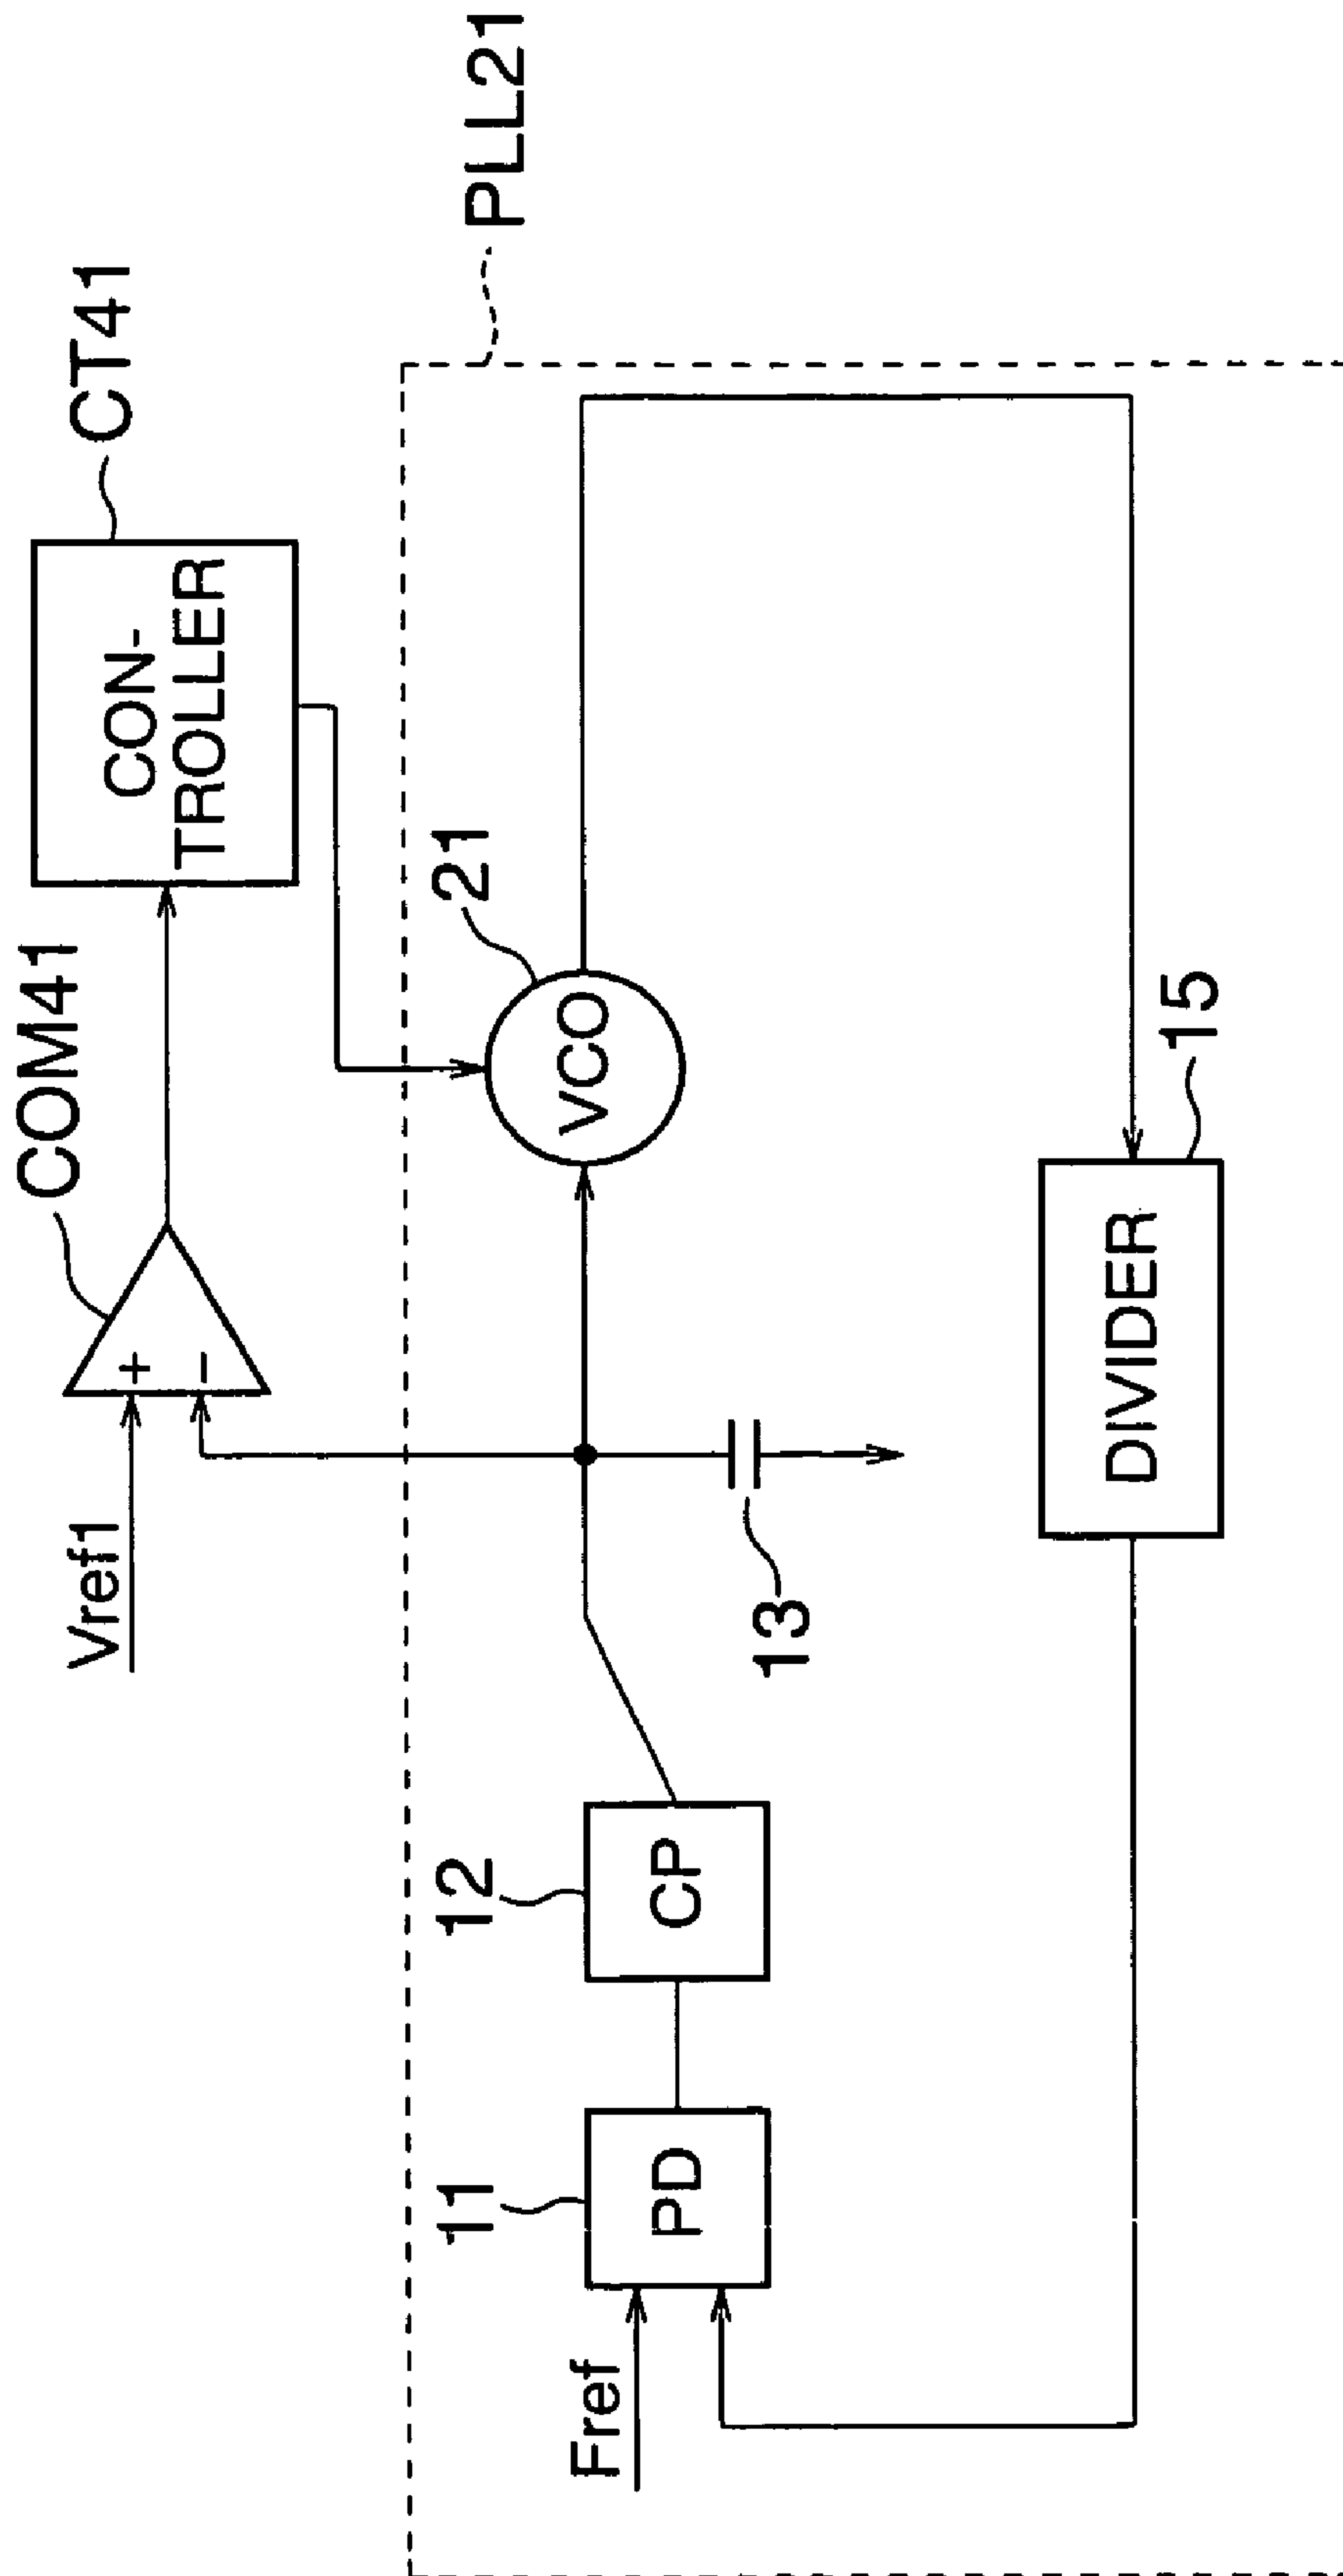 COM41
CT41
Vref1
+
−
CON-
TROLLER
PLL21
21
VCO
12
CP
11
PD
Fref
13
15
DIVIDER